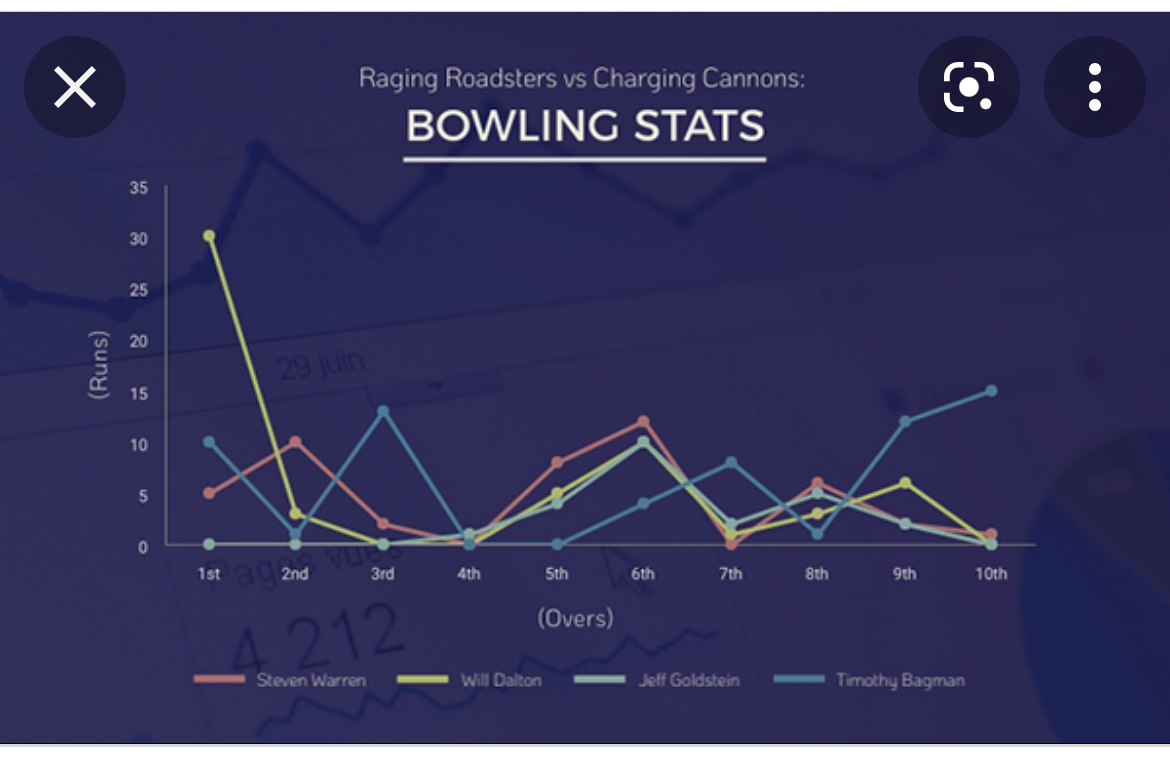 Raging Roadsters vs Charging Cannons:
BOWLING STATS
(Runs)
35
30
25
20
15
10
5
0
29 juin
Pages vues
4 212
1st 2nd 3rd 4th 5th 6th 7th 8th 9th 10th
(Overs)
Steven Warren Will Dalton Jeff Goldstein Timothy Bagman